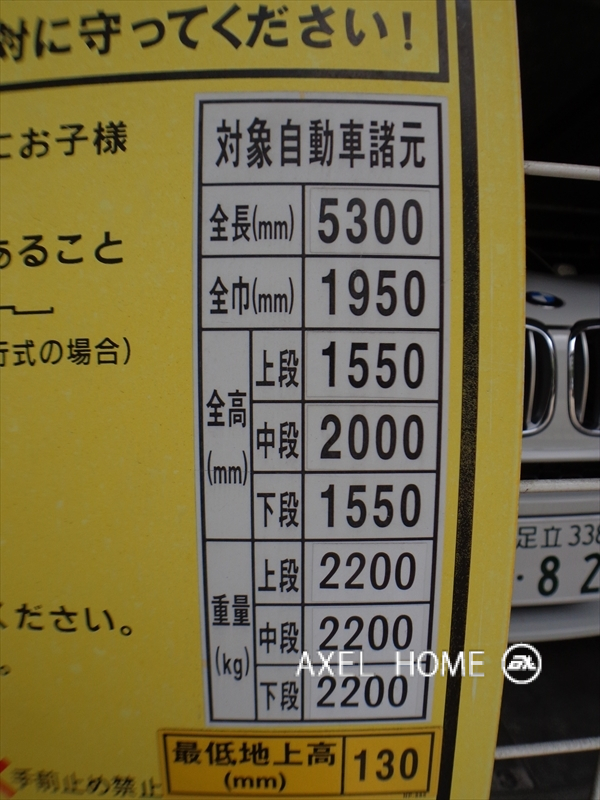 対に守ってください!
とお子様
あること
行式の場合)
ください。
対象自動車諸元
全長(mm) 5300
全巾(mm) 1950
全高(mm)
上段 1550
中段 2000
下段 1550
重量(kg)
上段 2200
中段 2200
下段 2200
最低地上高(mm) 130
手前止め禁止
足立 338
・8 2
AXEL HOME